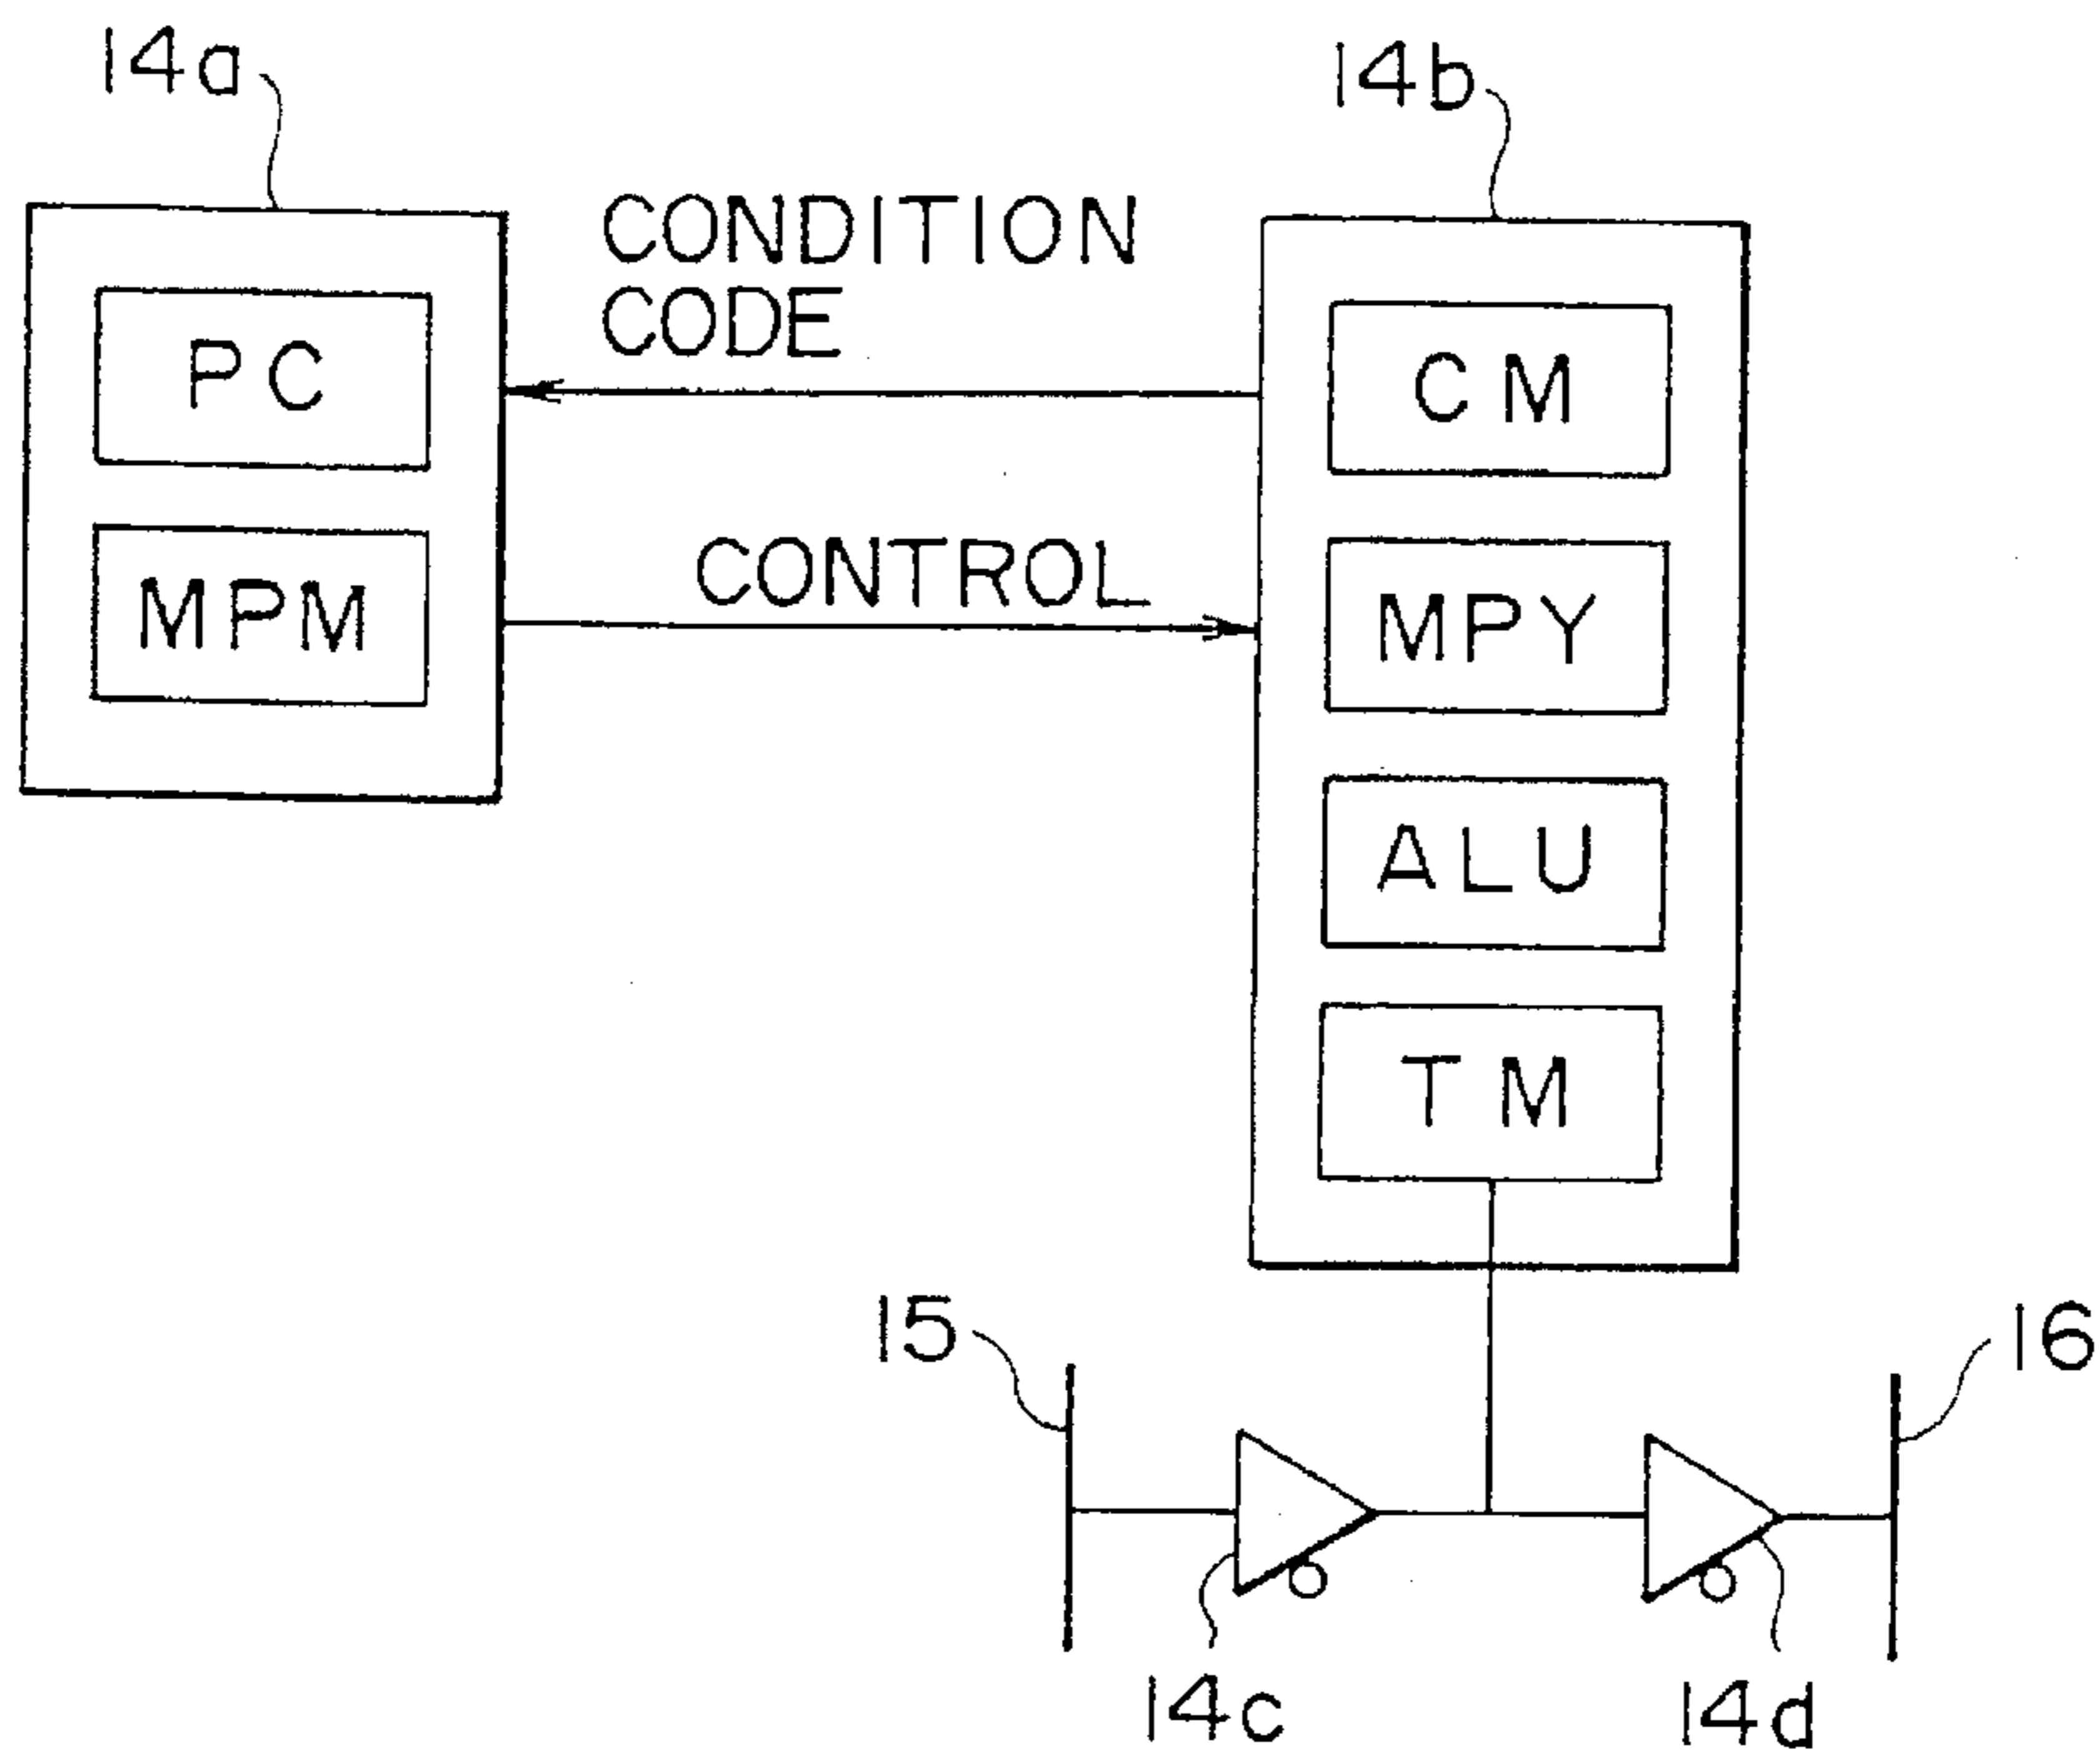 14a
14b
CONDITION
CODE
PC
CM
CONTROL
MPM
MPY
ALU
TM
15
16
14c
14d